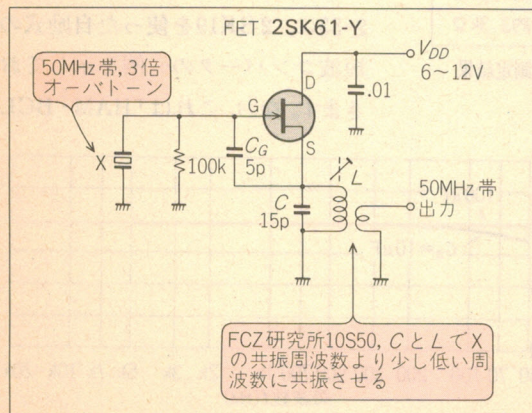 FET 2SK61-Y
50MHz帯,3倍
オーバトーン
X
100k
G
D
S
C_G
5p
C
15p
L
.01
V_DD
6〜12V
50MHz帯
出力
FCZ研究所10S50, CとLでX
の共振周波数より少し低い周
波数に共振させる